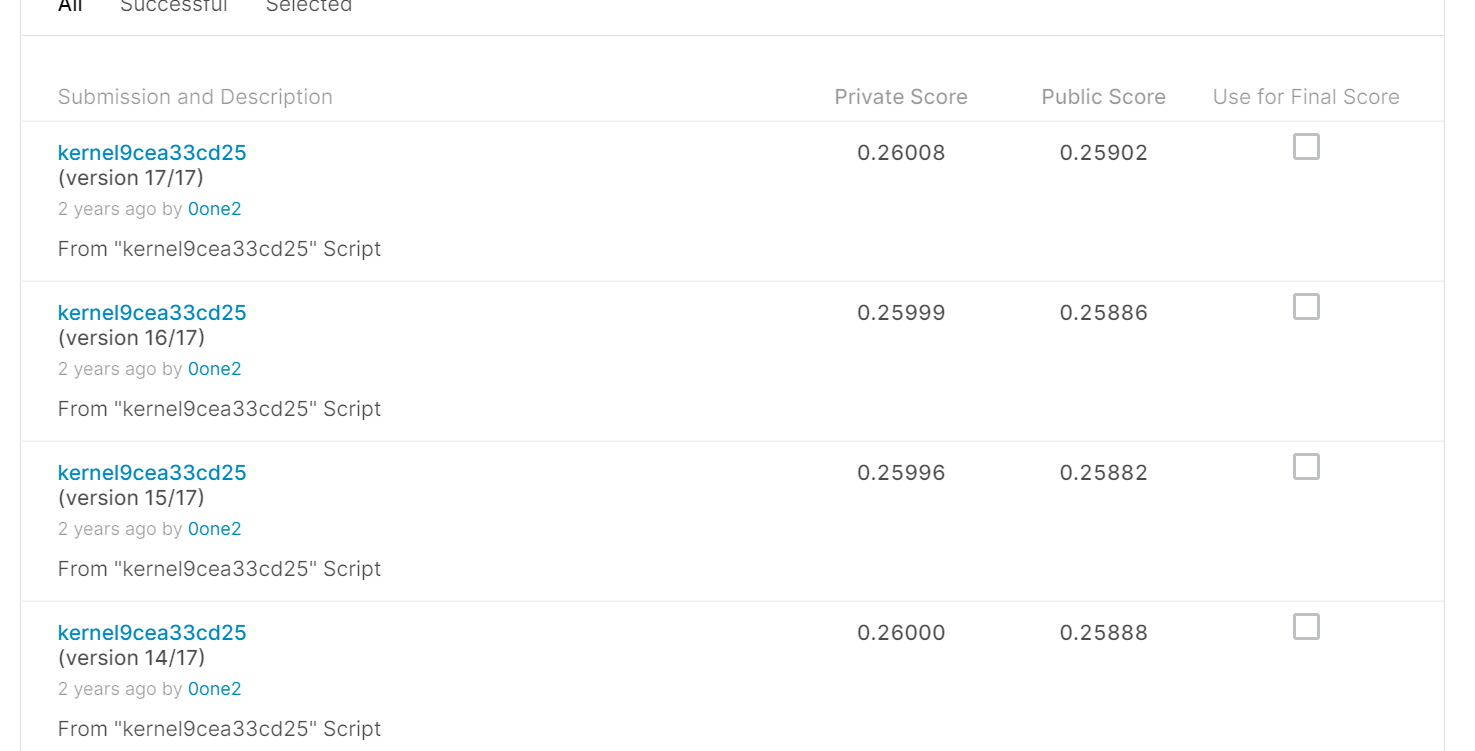 All Successful Selected
Submission and Description Private Score Public Score Use for Final Score
kernel9cea33cd25 0.26008 0.25902
(version 17/17)
2 years ago by 0one2
From "kernel9cea33cd25" Script
kernel9cea33cd25 0.25999 0.25886
(version 16/17)
2 years ago by 0one2
From "kernel9cea33cd25" Script
kernel9cea33cd25 0.25996 0.25882
(version 15/17)
2 years ago by 0one2
From "kernel9cea33cd25" Script
kernel9cea33cd25 0.26000 0.25888
(version 14/17)
2 years ago by 0one2
From "kernel9cea33cd25" Script